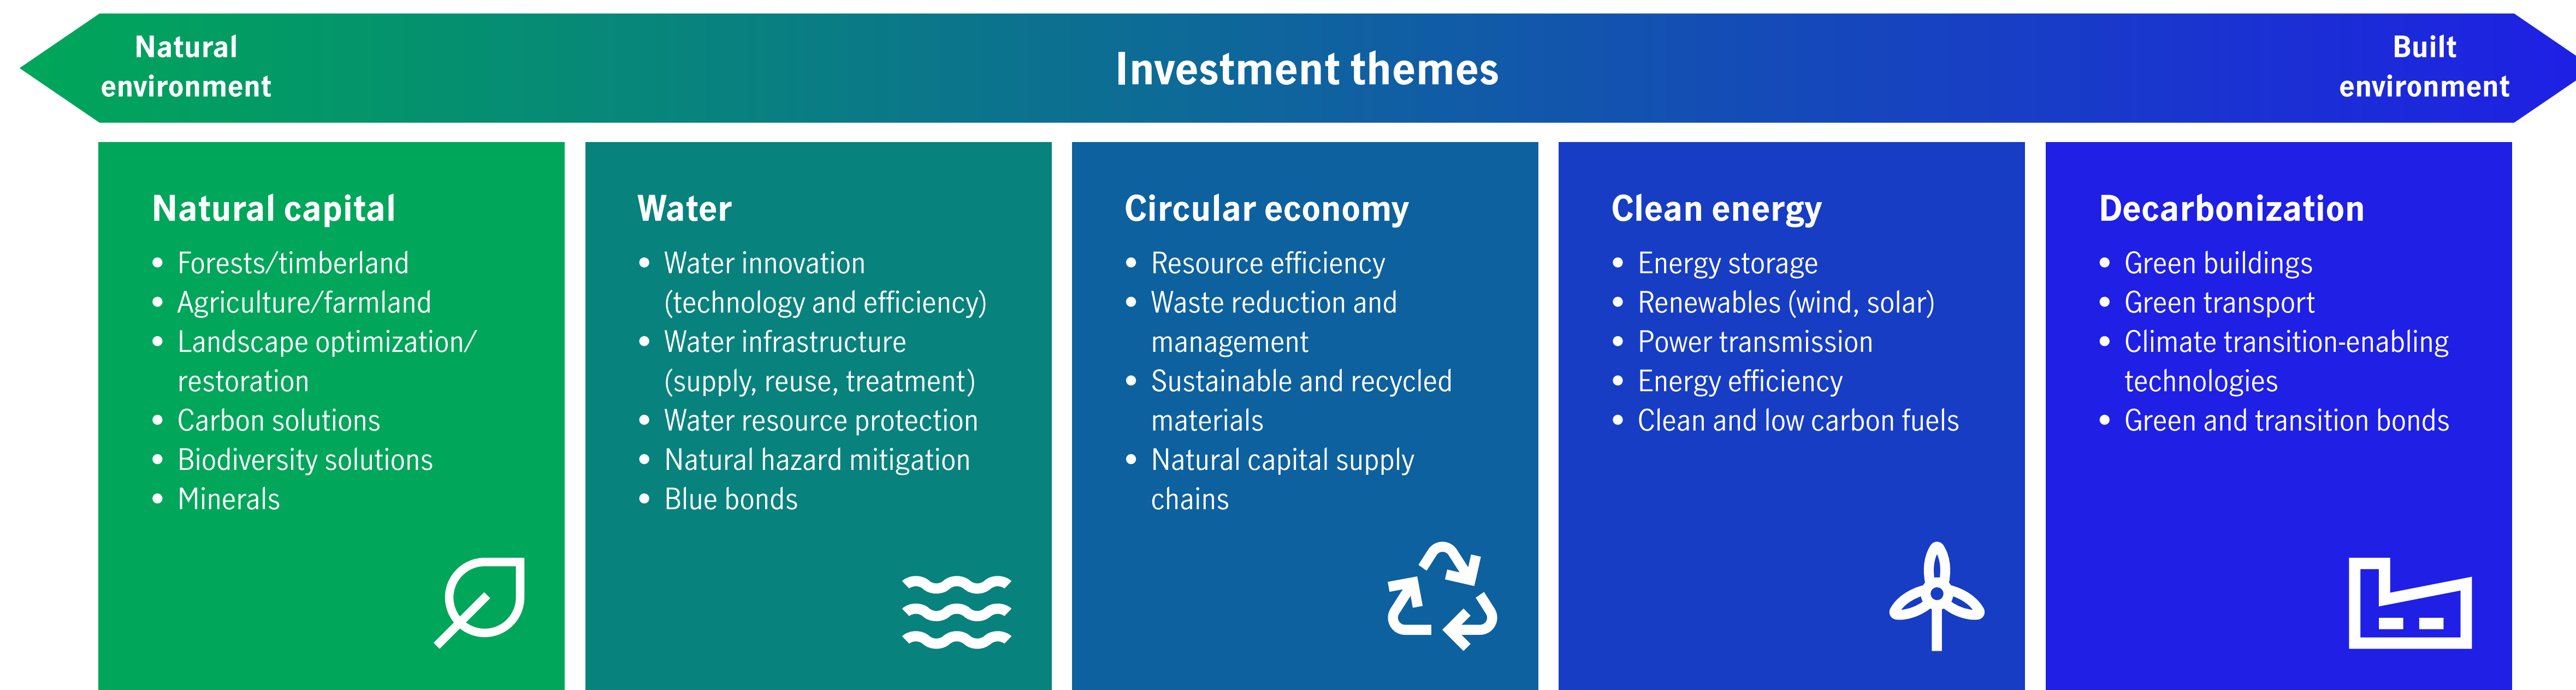 Natural
environment
Investment themes
Built
environment
Natural capital
• Forests/timberland
• Agriculture/farmland
• Landscape optimization/
restoration
• Carbon solutions
• Biodiversity solutions
• Minerals
Water
• Water innovation
(technology and efficiency)
• Water infrastructure
(supply, reuse, treatment)
• Water resource protection
• Natural hazard mitigation
• Blue bonds
Circular economy
• Resource efficiency
• Waste reduction and
management
• Sustainable and recycled
materials
• Natural capital supply
chains
Clean energy
• Energy storage
• Renewables (wind, solar)
• Power transmission
• Energy efficiency
• Clean and low carbon fuels
Decarbonization
• Green buildings
• Green transport
• Climate transition-enabling
technologies
• Green and transition bonds